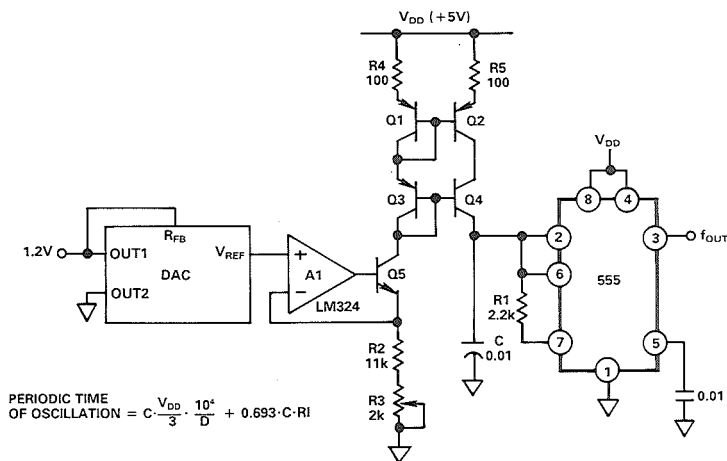 V_DD (+5V)
R4
100
R5
100
Q1
Q2
Q3
Q4
V_DD
8
4
1.2V
R_FB
OUT1
V_REF
DAC
OUT2
+
A1
−
LM324
Q5
2
3
f_OUT
6
555
R1
2.2k
7
5
1
C
0.01
0.01
R2
11k
R3
2k
PERIODIC TIME
OF OSCILLATION = C·V_DD/3 · 10⁴/D + 0.693·C·RI